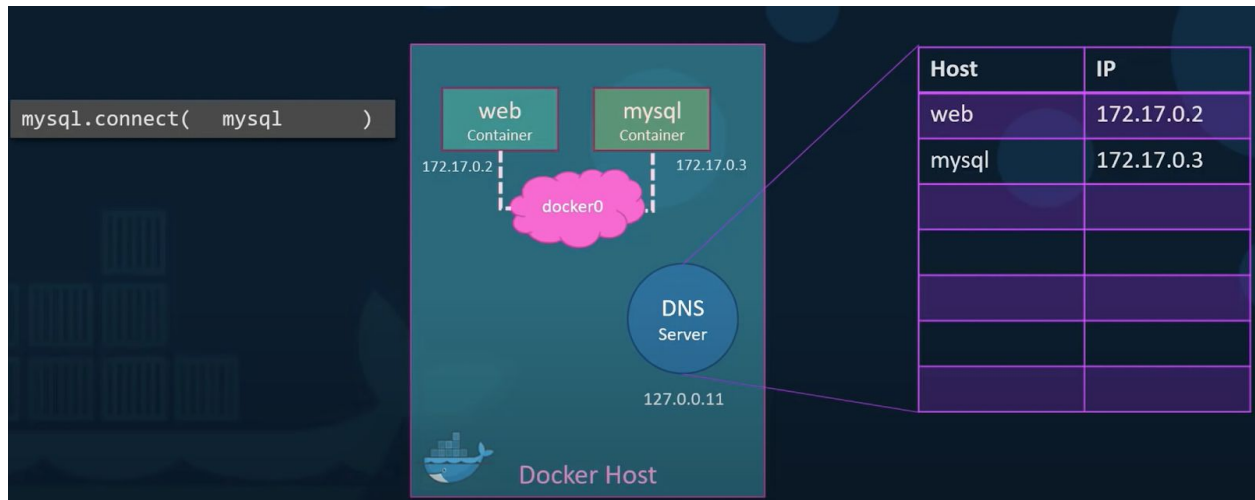 mysql.connect( mysql )
web
Container
172.17.0.2
mysql
Container
172.17.0.3
docker0
DNS
Server
127.0.0.11
Docker Host
Host IP
web 172.17.0.2
mysql 172.17.0.3